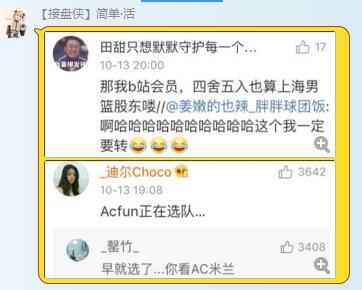 【接盘侠】简单·活
田甜只想默默守护每一个...
17
10-13 20:00
那我b站会员，四舍五入也算上海男
篮股东喽//@姜嫩的也辣_胖胖球团饭:
啊哈哈哈哈哈哈哈哈哈哈这个我一定
要转😂😂😂
_迪尔Choco
3642
10-13 19:08
Acfun正在选队...
_罄竹_
3408
早就选了...你看AC米兰